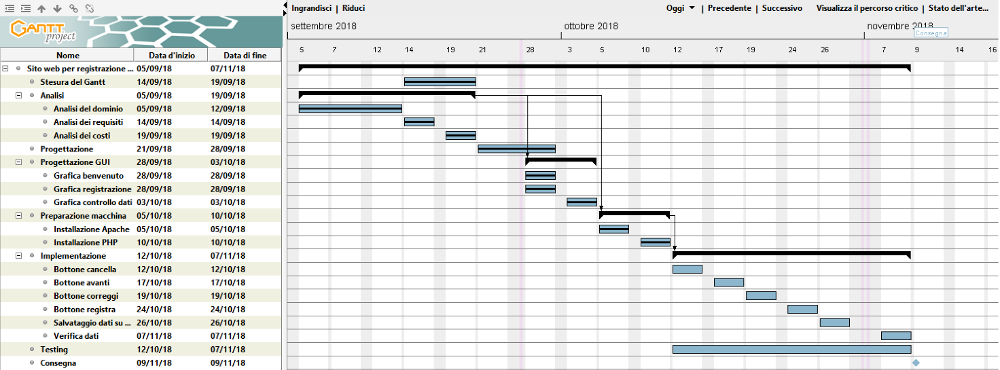 Ingrandisci | Riduci
Oggi | Precedente | Successivo Visualizza il percorso critico | Stato dell'arte...
GANTT project
settembre 2018 ottobre 2018 novembre 2018
Consegna
5 7 12 14 19 21 28 3 5 10 12 17 19 24 26 7 9 14 16
Nome Data d'inizio Data di fine
Sito web per registrazione ... 05/09/18 07/11/18
Stesura del Gantt 14/09/18 19/09/18
Analisi 05/09/18 19/09/18
Analisi del dominio 05/09/18 12/09/18
Analisi dei requisiti 14/09/18 14/09/18
Analisi dei costi 19/09/18 19/09/18
Progettazione 21/09/18 28/09/18
Progettazione GUI 28/09/18 03/10/18
Grafica benvenuto 28/09/18 28/09/18
Grafica registrazione 28/09/18 28/09/18
Grafica controllo dati 03/10/18 03/10/18
Preparazione macchina 05/10/18 10/10/18
Installazione Apache 05/10/18 05/10/18
Installazione PHP 10/10/18 10/10/18
Implementazione 12/10/18 07/11/18
Bottone cancella 12/10/18 12/10/18
Bottone avanti 17/10/18 17/10/18
Bottone correggi 19/10/18 19/10/18
Bottone registra 24/10/18 24/10/18
Salvataggio dati su ... 26/10/18 26/10/18
Verifica dati 07/11/18 07/11/18
Testing 12/10/18 07/11/18
Consegna 09/11/18 09/11/18